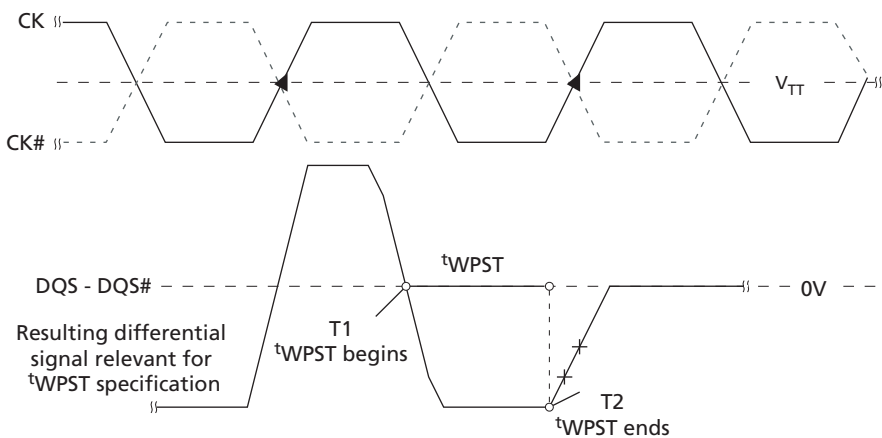 CK
V_TT
CK#
tWPST
DQS - DQS#
0V
T1
tWPST begins
Resulting differential
signal relevant for
tWPST specification
T2
tWPST ends